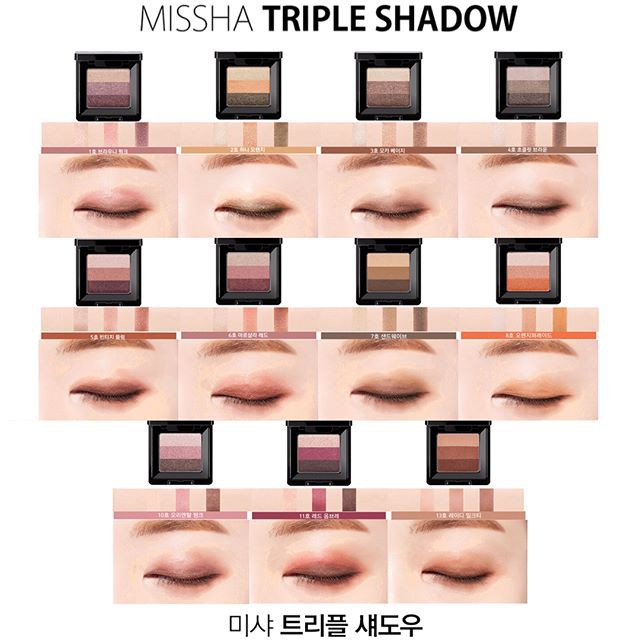 MISSHA TRIPLE SHADOW
1호 브라우니 핑크
2호 허니 오렌지
3호 모카 베이지
4호 초콜릿 브라운
5호 빈티지 플럼
6호 마르살라 레드
7호 샌드웨이브
8호 오렌지퍼레이드
10호 오리엔탈 핑크
11호 레드 옴브레
13호 레이디 밀크티
미샤 트리플 섀도우